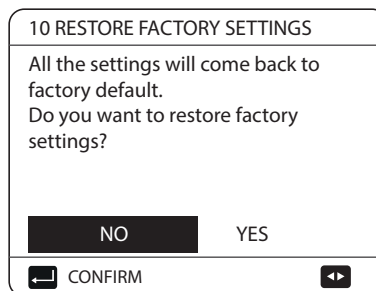 10 RESTORE FACTORY SETTINGS
All the settings will come back to
factory default.
Do you want to restore factory
settings?
NO YES
CONFIRM